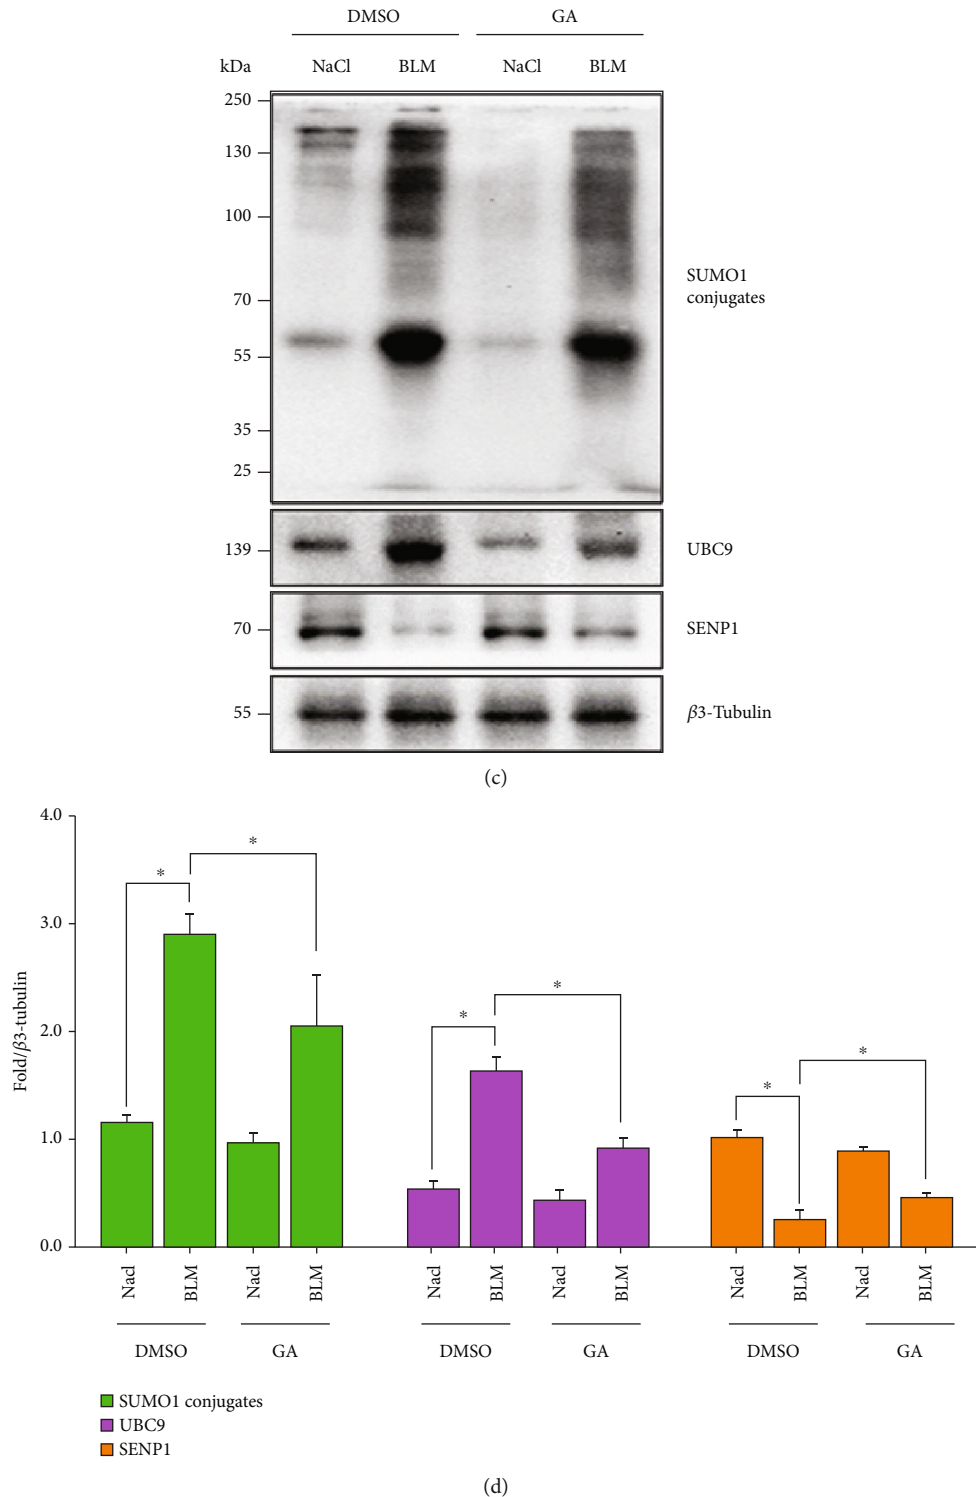 DMSO GA
kDa NaCl BLM NaCl BLM
250
130
100
70
55
35
25
SUMO1
conjugates
139 UBC9
70 SENP1
55 β3-Tubulin
(c)
4.0
3.0
2.0
1.0
0.0
Fold/β3-tubulin
* * * * * *
Nacl BLM Nacl BLM Nacl BLM Nacl BLM Nacl BLM Nacl BLM
DMSO GA DMSO GA DMSO GA
SUMO1 conjugates
UBC9
SENP1
(d)